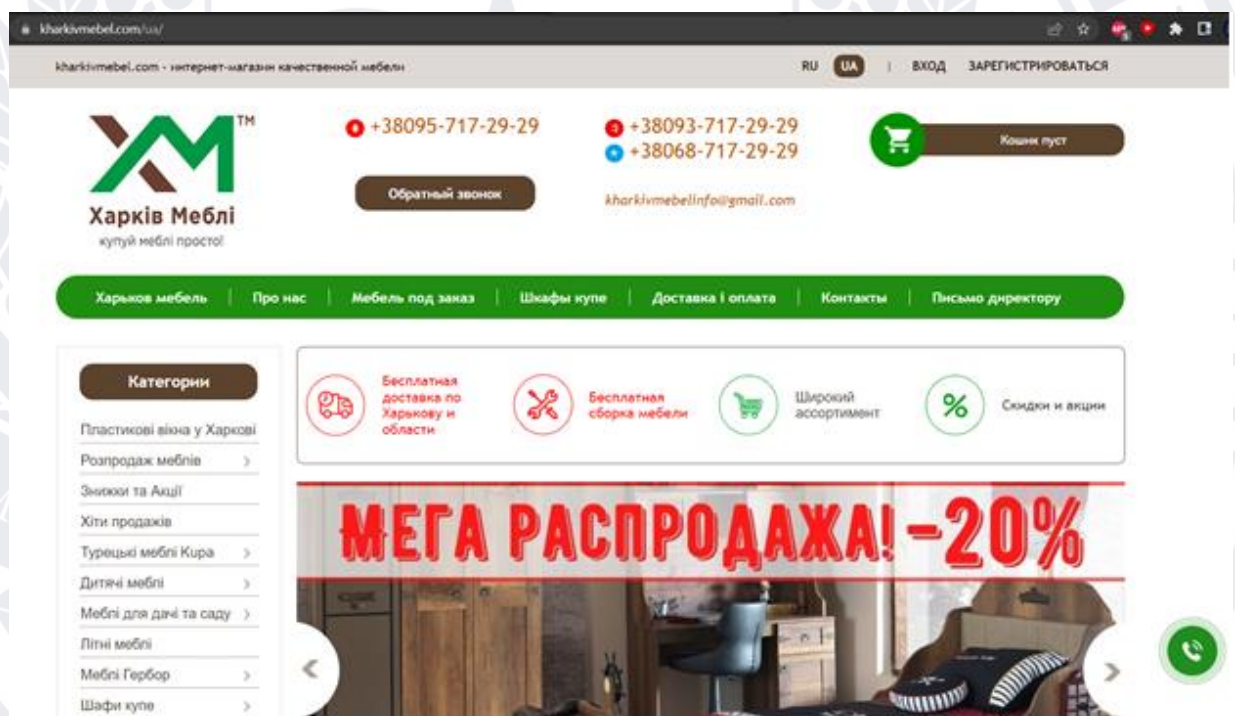 kharkivmebel.com/ua/
kharkivmebel.com - интернет-магазин качественной мебели
RU UA | ВХОД ЗАРЕГИСТРИРОВАТЬСЯ
ХМ™
Харків Меблі
купуй меблі просто!
+38095-717-29-29
Обратный звонок
+38093-717-29-29
+38068-717-29-29
kharkivmebelinfo@gmail.com
Кошик пуст
Харьков мебель | Про нас | Мебель под заказ | Шкафы купе | Доставка і оплата | Контакты | Письмо директору
Категории
Пластикові вікна у Харкові
Розпродаж меблів
Знижки та Акції
Хіти продажів
Турецькі меблі Kupa
Дитячі меблі
Меблі для дачі та саду
Літні меблі
Меблі Гербор
Шафи купе
Бесплатная
доставка по
Харькову и
области
Бесплатная
сборка мебели
Широкий
ассортимент
Скидки и акции
МЕГА РАСПРОДАЖА! -20%